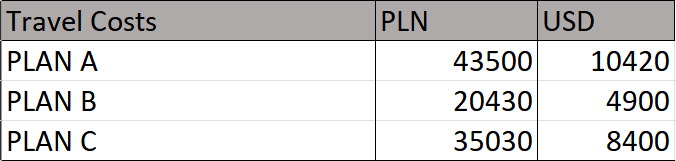 Travel Costs PLN USD
PLAN A 43500 10420
PLAN B 20430 4900
PLAN C 35030 8400